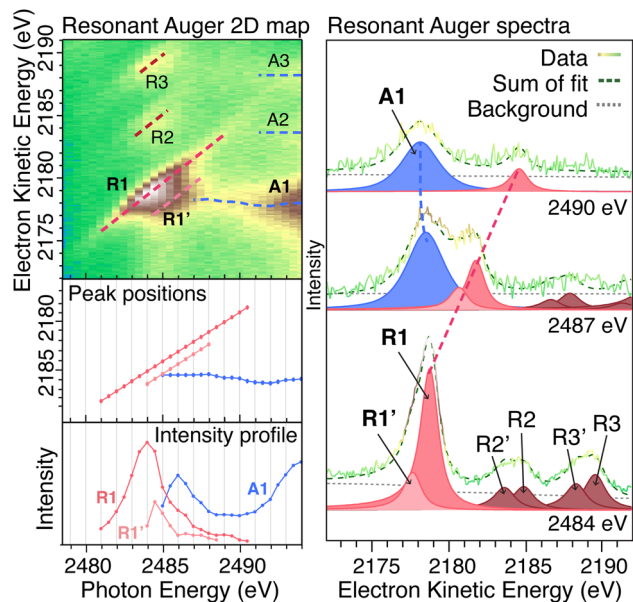 Resonant Auger 2D map
Electron Kinetic Energy (eV)
2190
2185
2180
2175
R3
R2
R1
R1'
A3
A2
A1
Peak positions
2180
2185
Intensity profile
Intensity
R1
R1'
A1
2480 2485 2490
Photon Energy (eV)
Resonant Auger spectra
Data
Sum of fit
Background
A1
2490 eV
Intensity
2487 eV
R1
R1'
R2'
R2
R3'
R3
2484 eV
2175 2180 2185 2190
Electron Kinetic Energy (eV)